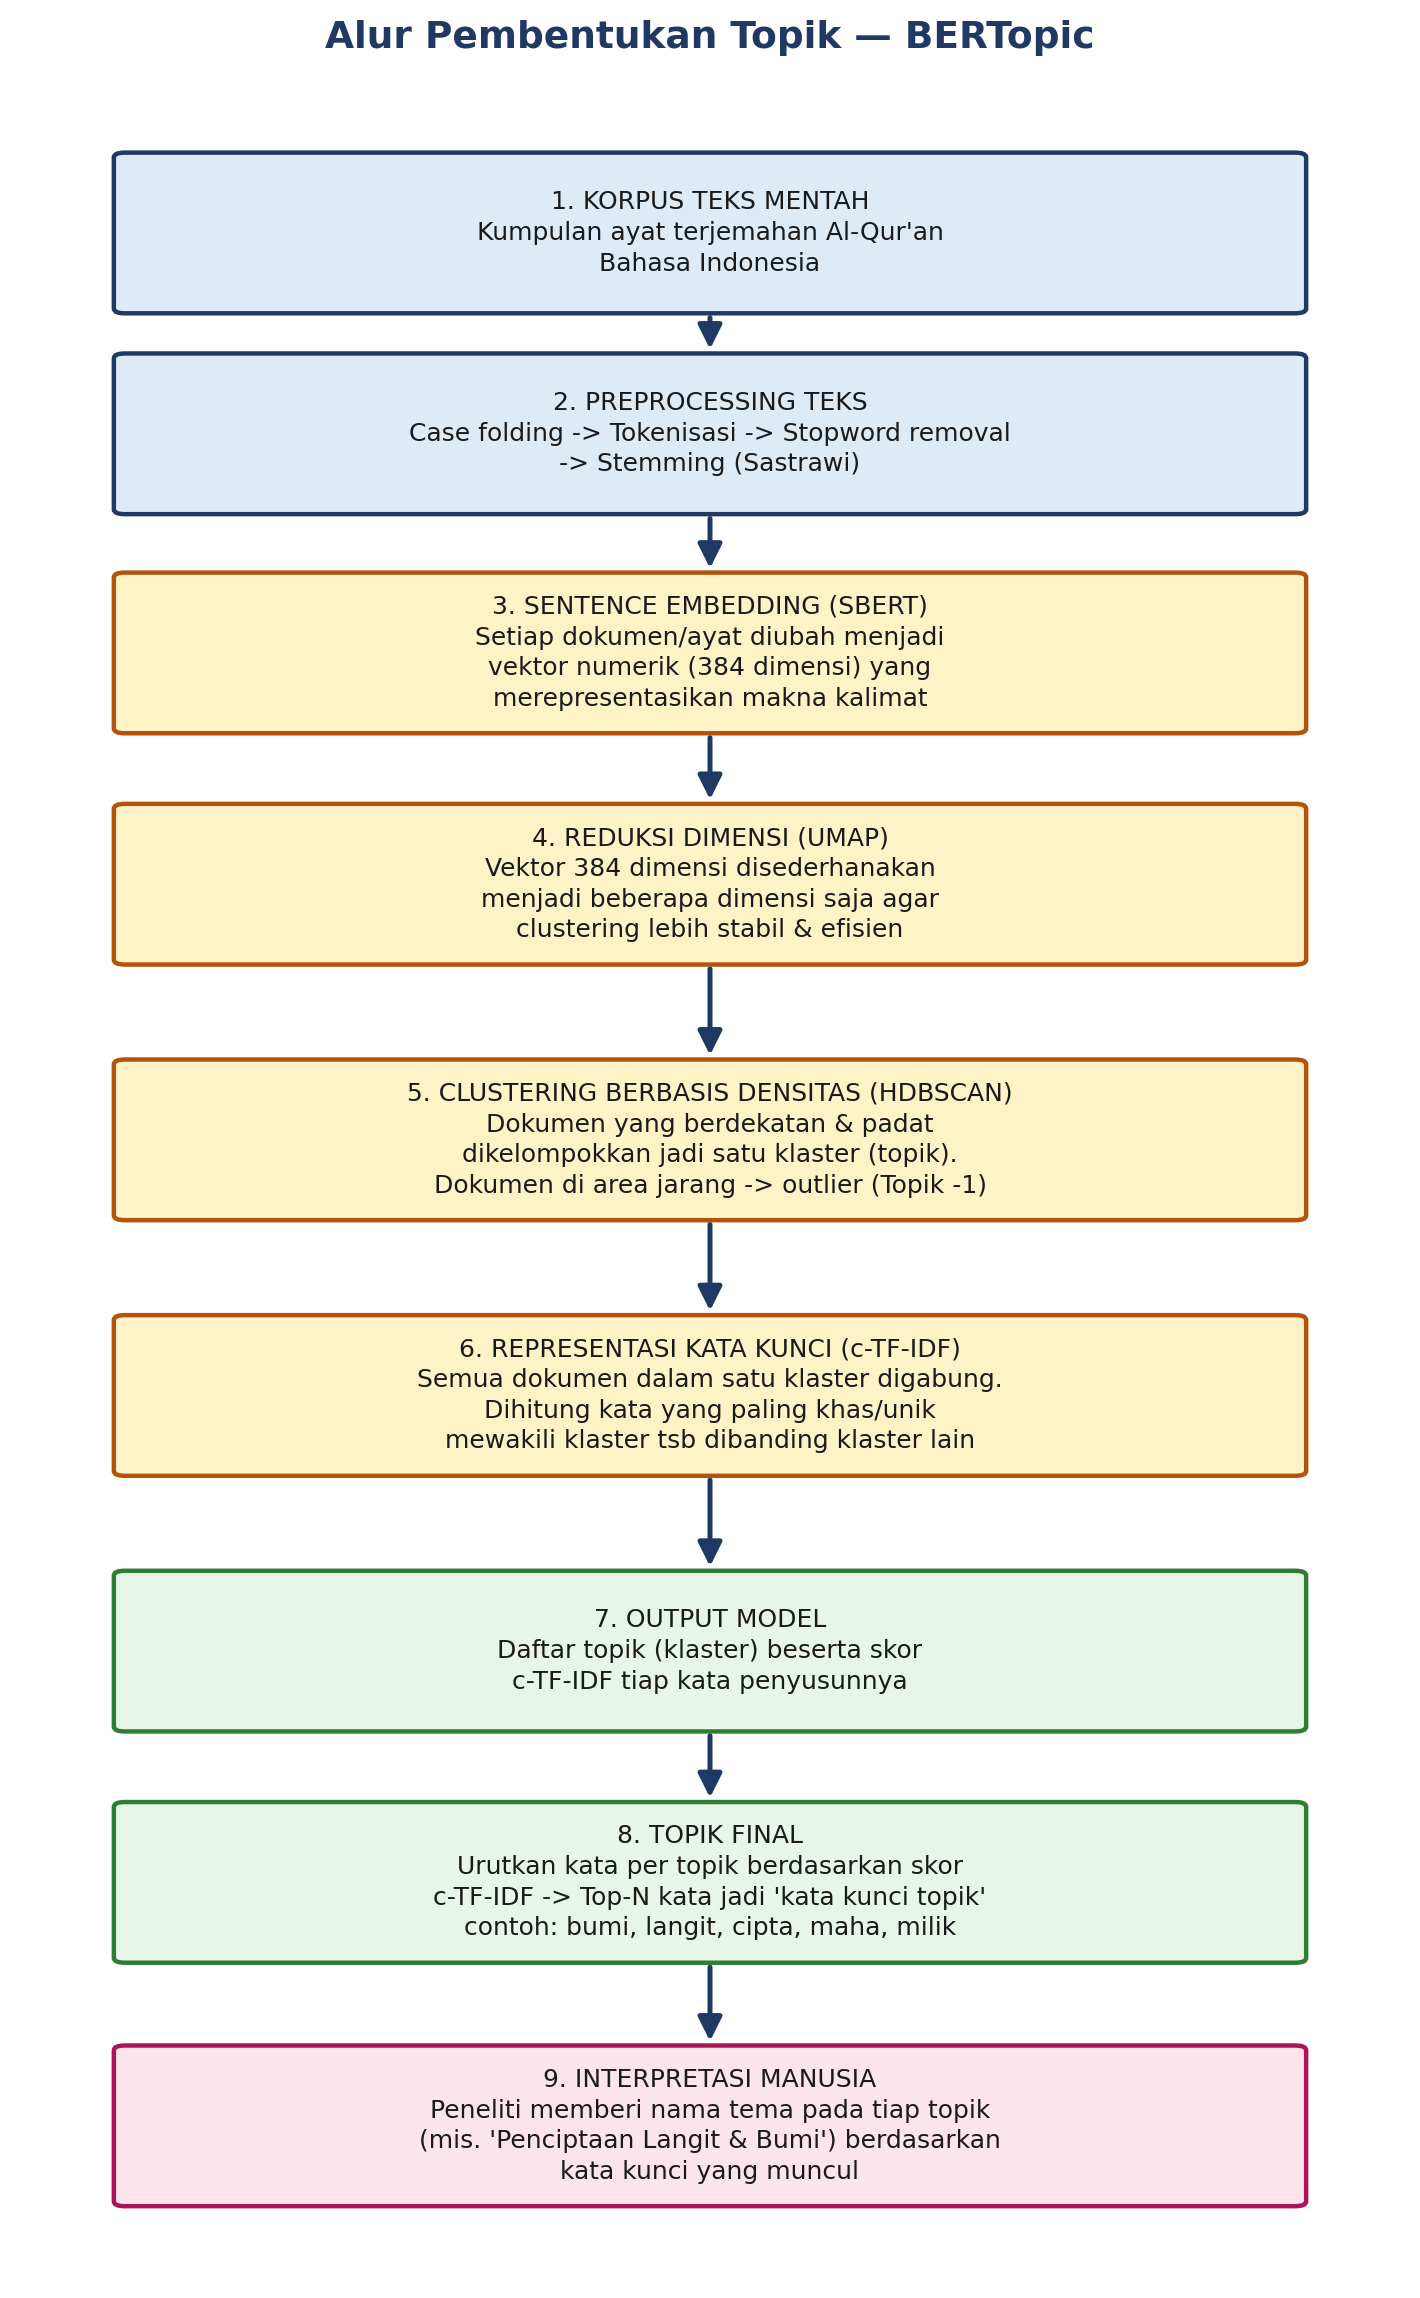 Alur Pembentukan Topik — BERTopic
1. KORPUS TEKS MENTAH
Kumpulan ayat terjemahan Al-Qur'an
Bahasa Indonesia
2. PREPROCESSING TEKS
Case folding -> Tokenisasi -> Stopword removal
-> Stemming (Sastrawi)
3. SENTENCE EMBEDDING (SBERT)
Setiap dokumen/ayat diubah menjadi
vektor numerik (384 dimensi) yang
merepresentasikan makna kalimat
4. REDUKSI DIMENSI (UMAP)
Vektor 384 dimensi disederhanakan
menjadi beberapa dimensi saja agar
clustering lebih stabil & efisien
5. CLUSTERING BERBASIS DENSITAS (HDBSCAN)
Dokumen yang berdekatan & padat
dikelompokkan jadi satu klaster (topik).
Dokumen di area jarang -> outlier (Topik -1)
6. REPRESENTASI KATA KUNCI (c-TF-IDF)
Semua dokumen dalam satu klaster digabung.
Dihitung kata yang paling khas/unik
mewakili klaster tsb dibanding klaster lain
7. OUTPUT MODEL
Daftar topik (klaster) beserta skor
c-TF-IDF tiap kata penyusunnya
8. TOPIK FINAL
Urutkan kata per topik berdasarkan skor
c-TF-IDF -> Top-N kata jadi 'kata kunci topik'
contoh: bumi, langit, cipta, maha, milik
9. INTERPRETASI MANUSIA
Peneliti memberi nama tema pada tiap topik
(mis. 'Penciptaan Langit & Bumi') berdasarkan
kata kunci yang muncul